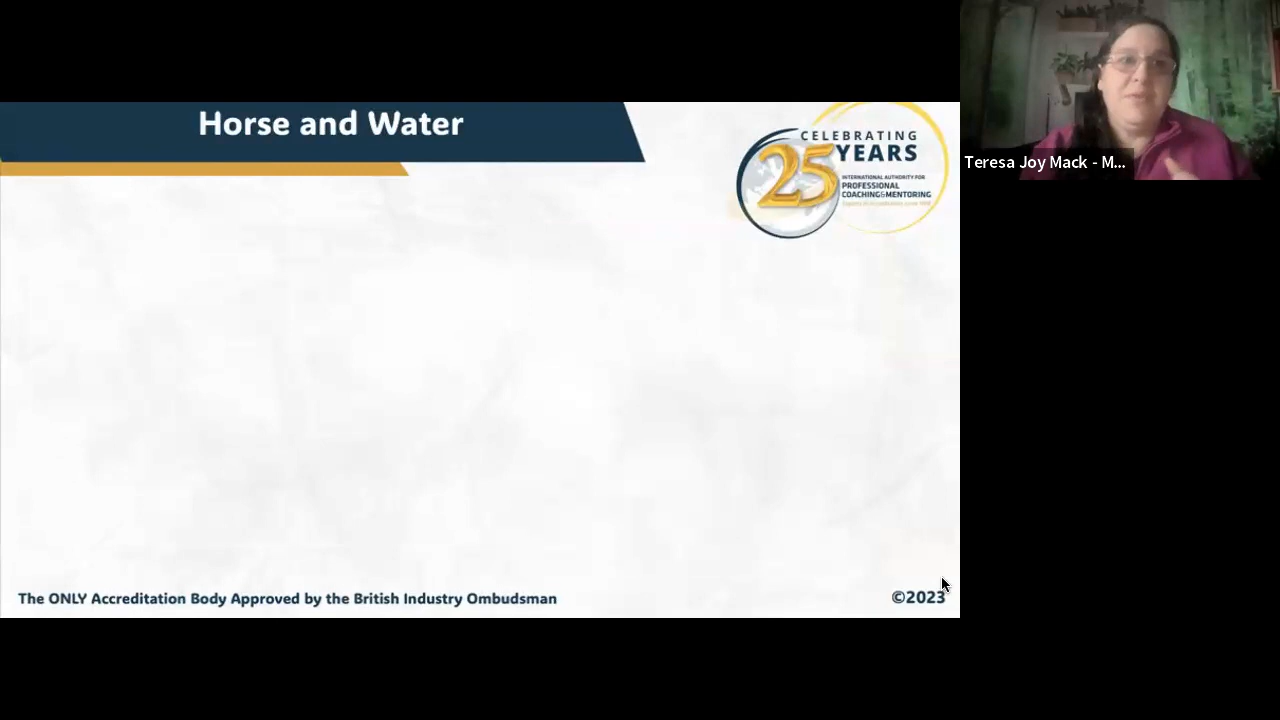 Horse and Water
CELEBRATING
25 YEARS
INTERNATIONAL AUTHORITY FOR
PROFESSIONAL
COACHING&MENTORING
Teresa Joy Mack - M...
The ONLY Accreditation Body Approved by the British Industry Ombudsman
©2023